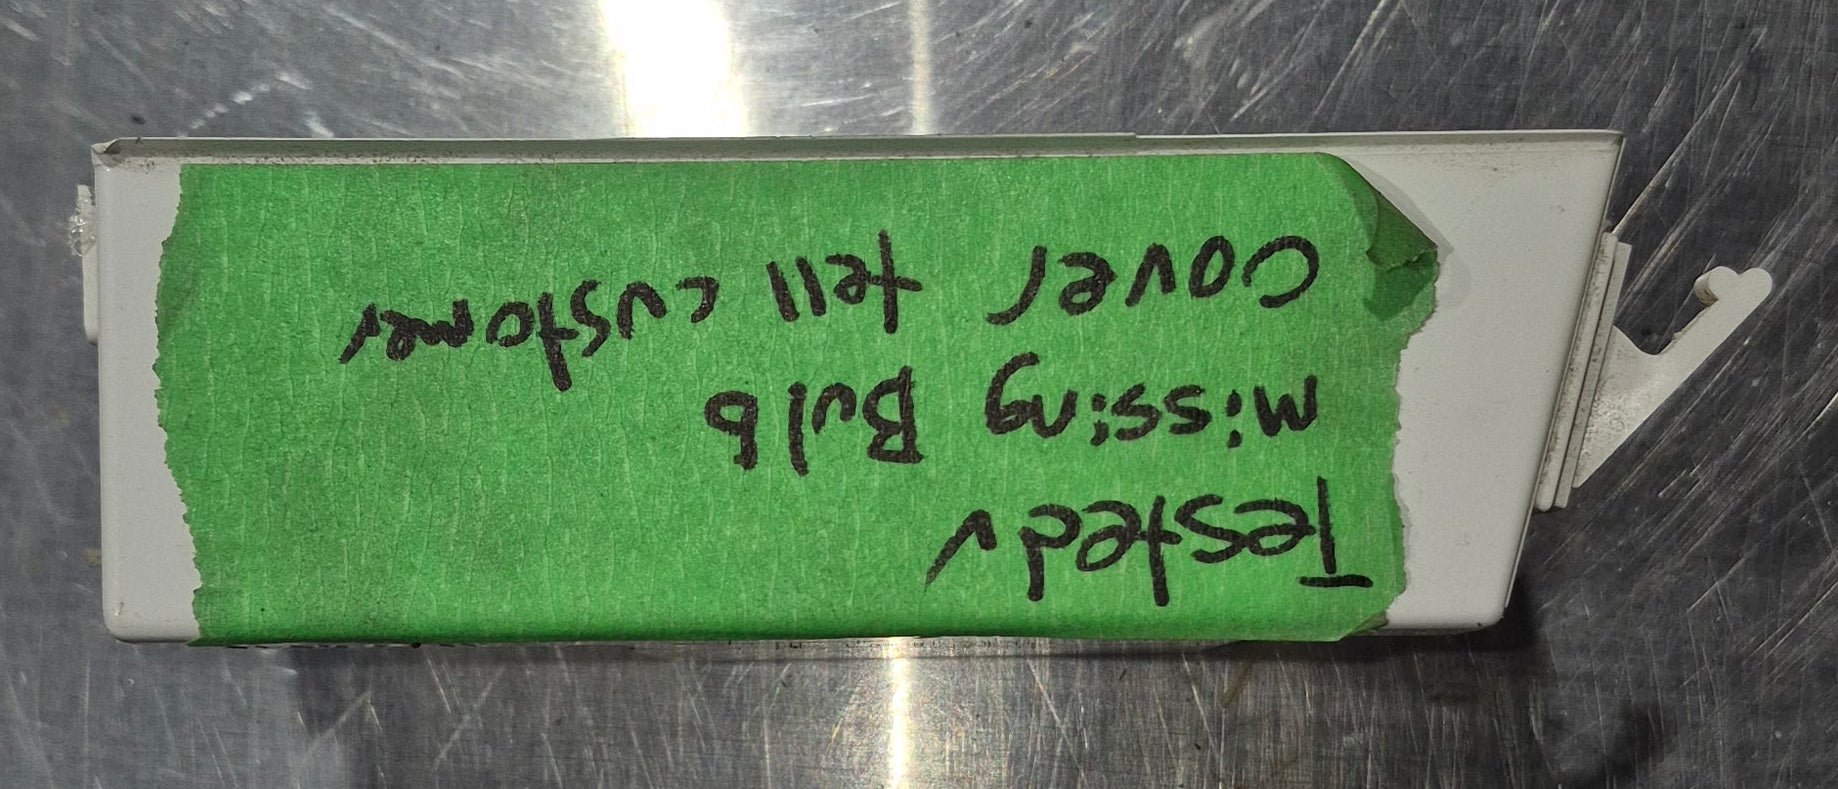 Tested ✓
missing Bulb
Cover tell customer